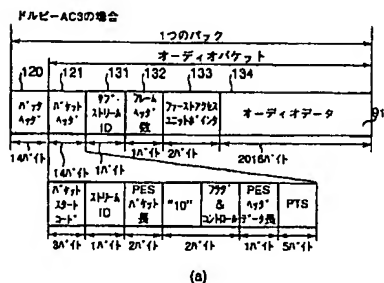 ドルビーAC3の場合
1つのパック
オーディオパケット
120 121 131 132 133 134
パック ヘッダ
パケット ヘッダ
サブ・ストリーム ID
フレーム ヘッダ 数
ファーストアクセス ユニットポインタ
オーディオデータ
91
14バイト
14バイト
1バイト
1バイト
2バイト
2016バイト
パケット スタート コード
ストリーム ID
PES パケット 長
"10"
フラグ & コントロール
PES ヘッダ データ長
PTS
3バイト
1バイト
2バイト
2バイト
1バイト
5バイト
(a)